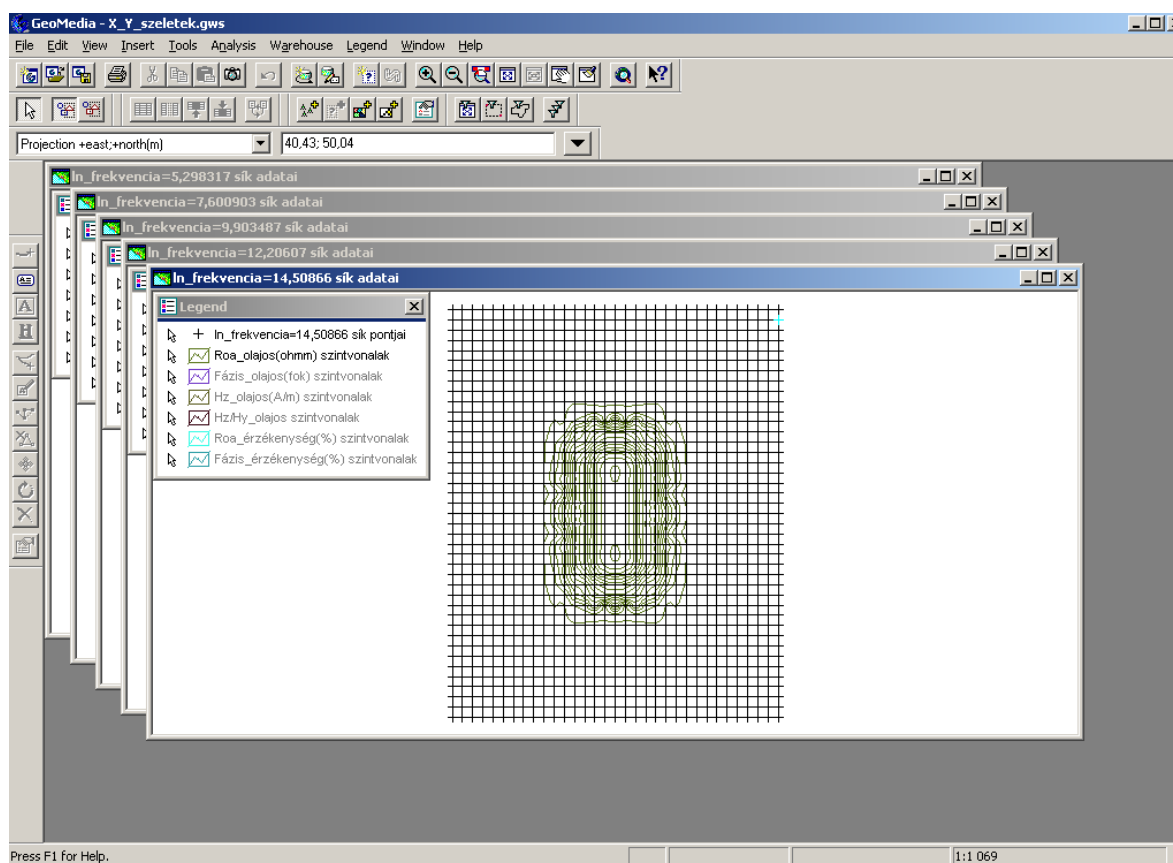 GeoMedia - X_Y_szeletek.gws
File Edit View Insert Tools Analysis Warehouse Legend Window Help
Projection +east;+north(m) 40,43; 50,04
ln_frekvencia=5,298317 sík adatai
ln_frekvencia=7,600903 sík adatai
ln_frekvencia=9,903487 sík adatai
ln_frekvencia=12,20607 sík adatai
ln_frekvencia=14,50866 sík adatai
Legend
ln_frekvencia=14,50866 sík pontjai
Roa_olajos(ohmm) szintvonalak
Fázis_olajos(fok) szintvonalak
Hz_olajos(A/m) szintvonalak
Hz/Hy_olajos szintvonalak
Roa_érzékenység(%) szintvonalak
Fázis_érzékenység(%) szintvonalak
Press F1 for Help. 1:1 069